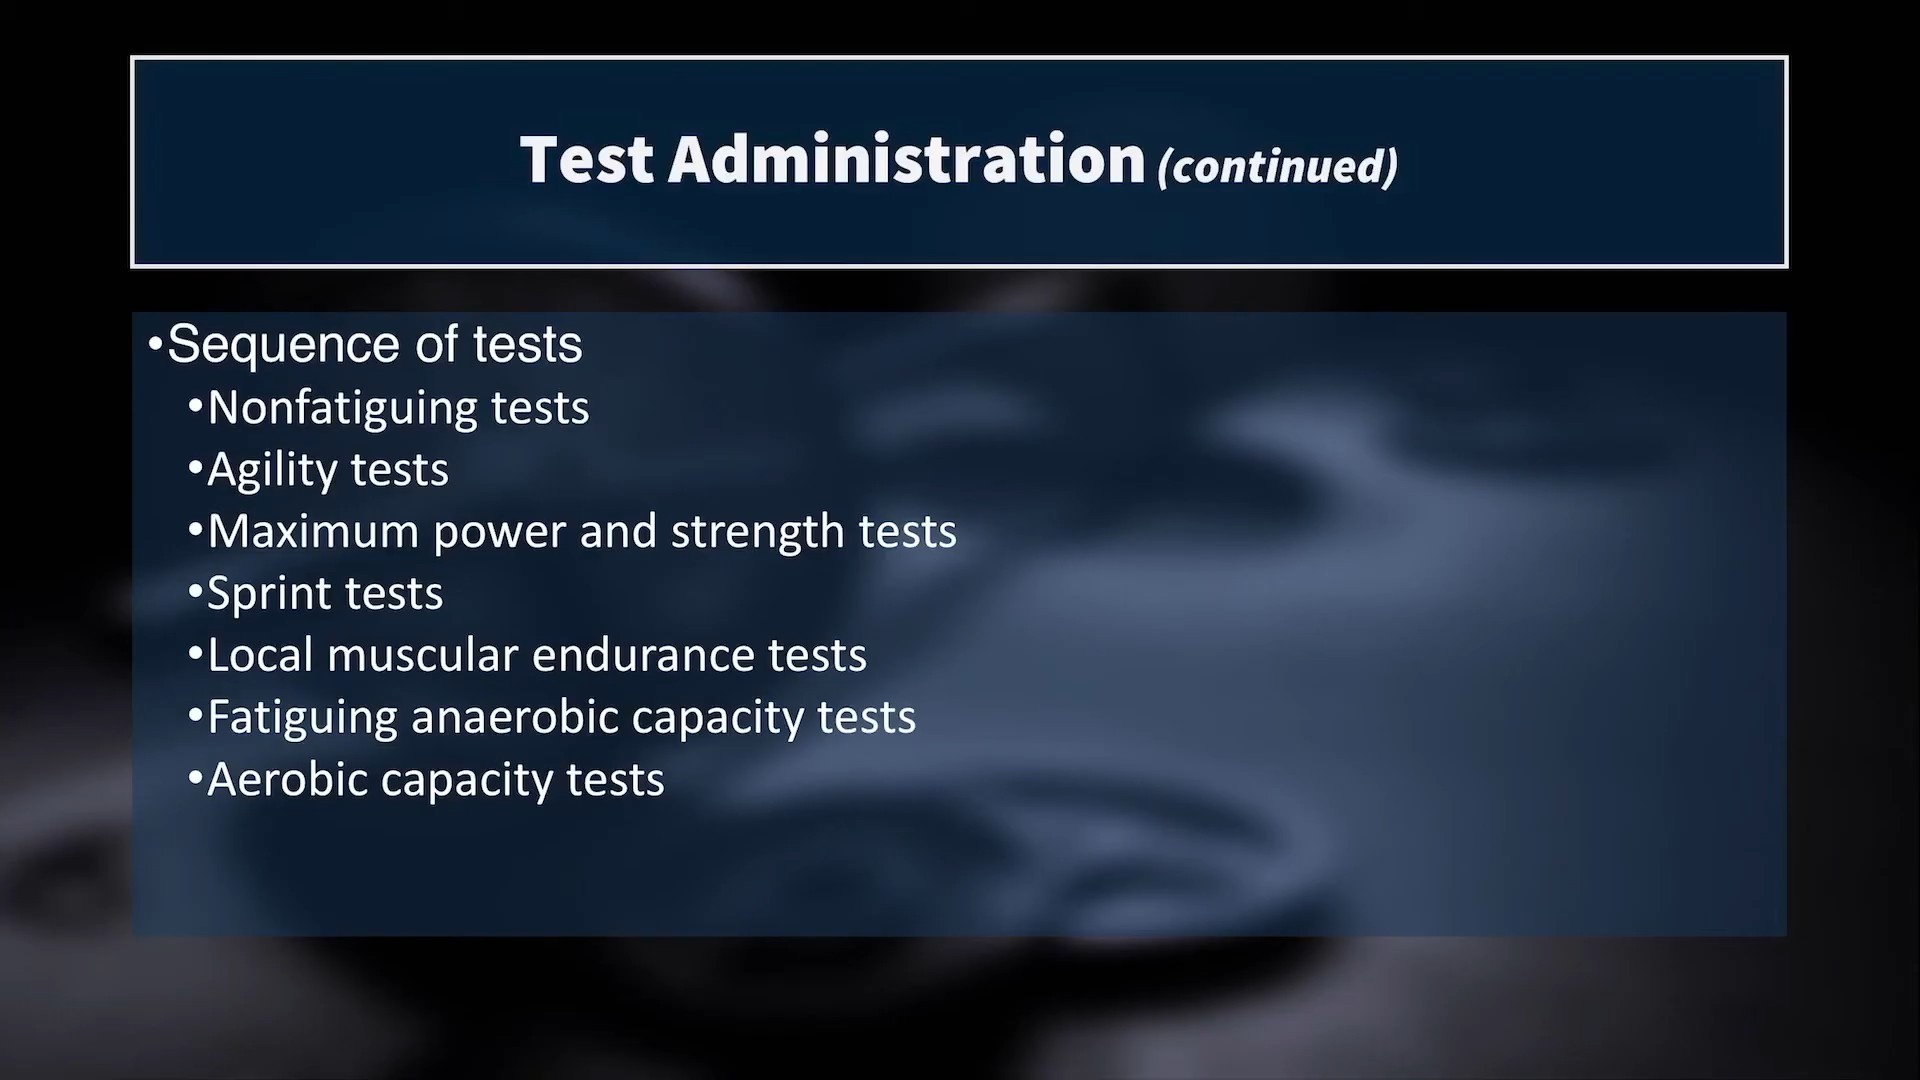 Test Administration (continued)
•Sequence of tests
•Nonfatiguing tests
•Agility tests
•Maximum power and strength tests
•Sprint tests
•Local muscular endurance tests
•Fatiguing anaerobic capacity tests
•Aerobic capacity tests